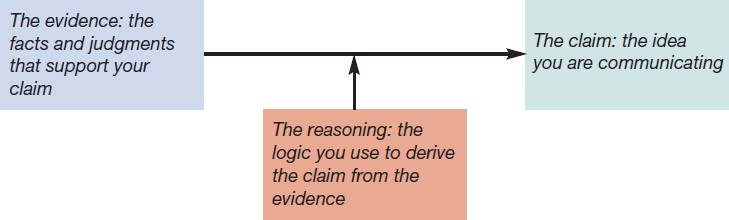 The evidence: the
facts and judgments
that support your
claim
The claim: the idea
you are communicating
The reasoning: the
logic you use to derive
the claim from the
evidence